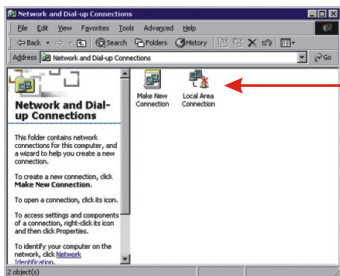 Network and Dial-up Connections
File Edit View Favorites Tools Advanced Help
Back Search Folders History
Address Network and Dial-up Connections Go
Network and Dial-
up Connections
This folder contains network
connections for this computer, and
a wizard to help you create a new
connection.
To create a new connection, click
Make New Connection.
To open a connection, click its icon.
To access settings and components
of a connection, right-click its icon
and then click Properties.
To identify your computer on the
network, click Network
Identification.
Make New
Connection
Local Area
Connection
2 object(s)